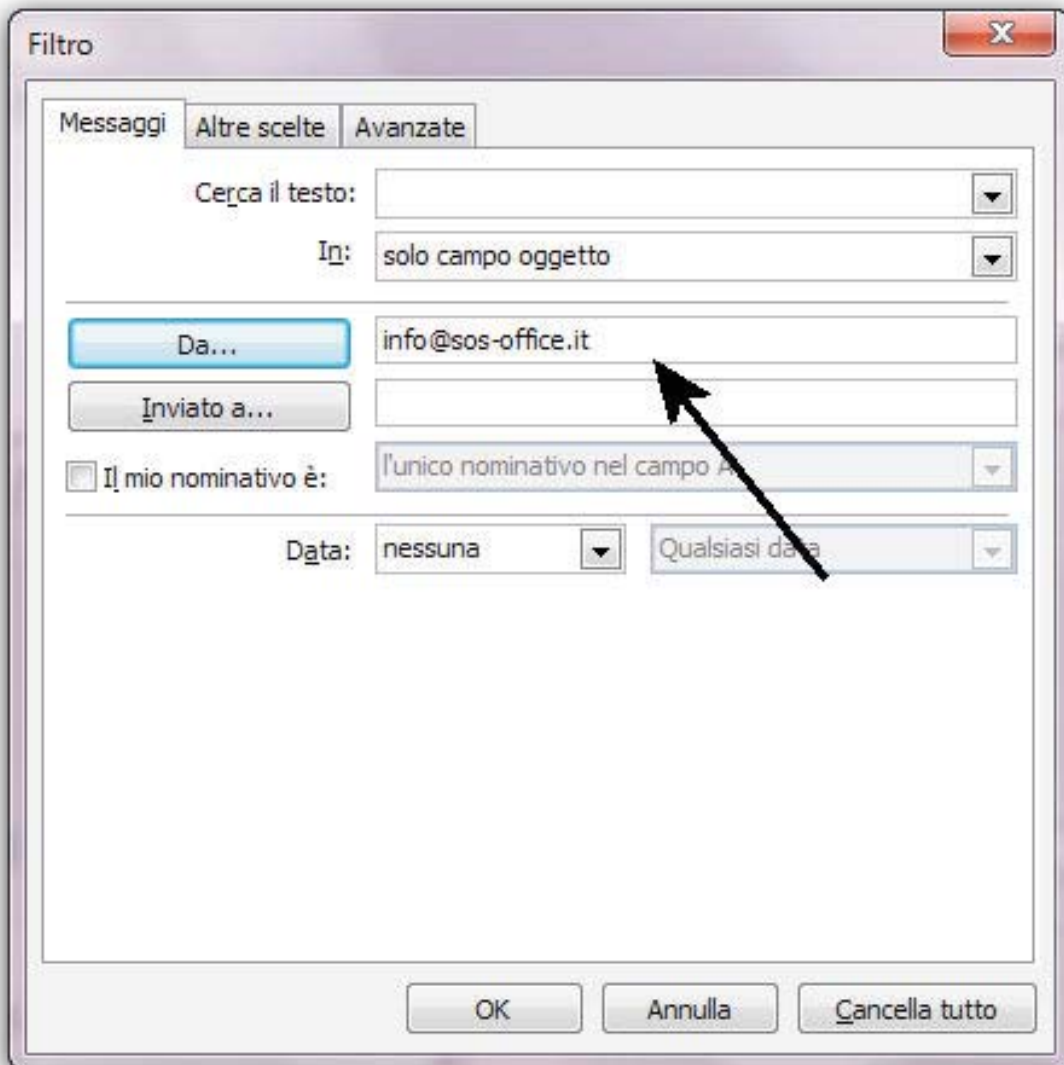 Filtro
Messaggi Altre scelte Avanzate
Cerca il testo:
In: solo campo oggetto
Da... info@sos-office.it
Inviato a...
Il mio nominativo è: l'unico nominativo nel campo A
Data: nessuna Qualsiasi data
OK Annulla Cancella tutto